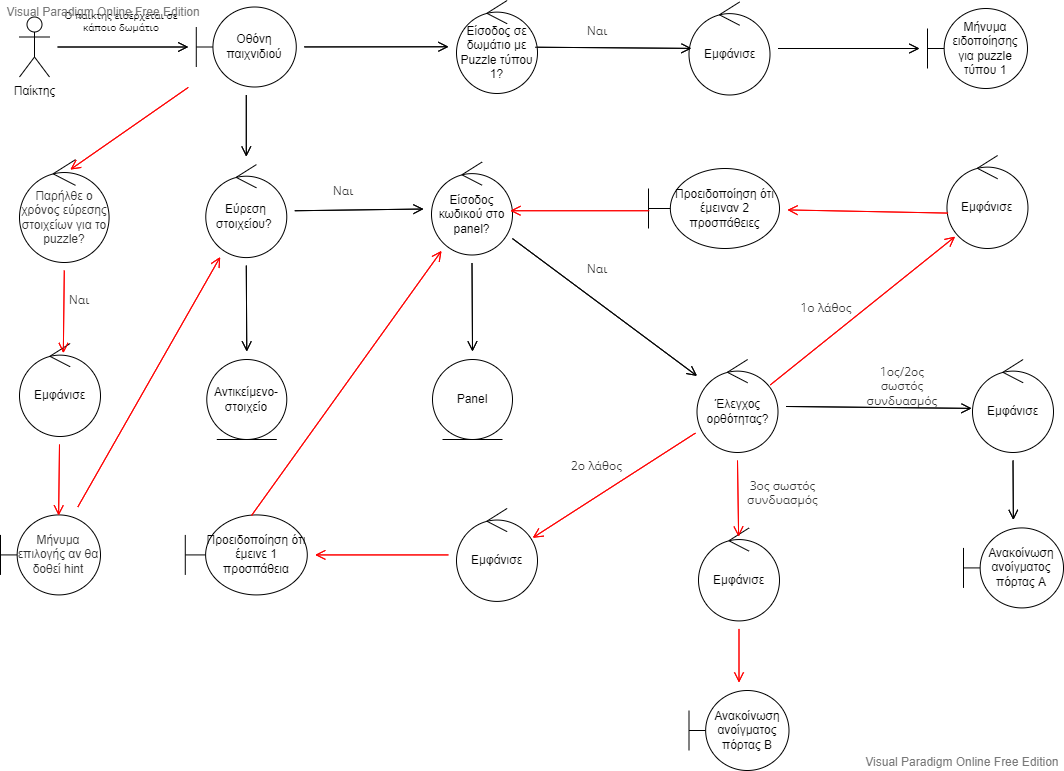 Visual Paradigm Online Free Edition
Ο παίκτης εισέρχεται σε
κάποιο δωμάτιο
Παίκτης
Οθόνη
παιχνιδιού
Είσοδος σε
δωμάτιο με
Puzzle τύπου
1?
Ναι
Εμφάνισε
Μήνυμα
ειδοποίησης
για puzzle
τύπου 1
Παρήλθε ο
χρόνος εύρεσης
στοιχείων για το
puzzle?
Εύρεση
στοιχείου?
Ναι
Είσοδος
κωδικού στο
panel?
Προειδοποίηση ότι
έμειναν 2
προσπάθειες
Εμφάνισε
Ναι
Ναι
1ο λάθος
Εμφάνισε
Αντικείμενο-
στοιχείο
Panel
Έλεγχος
ορθότητας?
1ος/2ος
σωστός
συνδυασμός
Εμφάνισε
2ο λάθος
3ος σωστός
συνδυασμός
Μήνυμα
επιλογής αν θα
δοθεί hint
Προειδοποίηση ότι
έμεινε 1
προσπάθεια
Εμφάνισε
Εμφάνισε
Ανακοίνωση
ανοίγματος
πόρτας Α
Ανακοίνωση
ανοίγματος
πόρτας Β
Visual Paradigm Online Free Edition